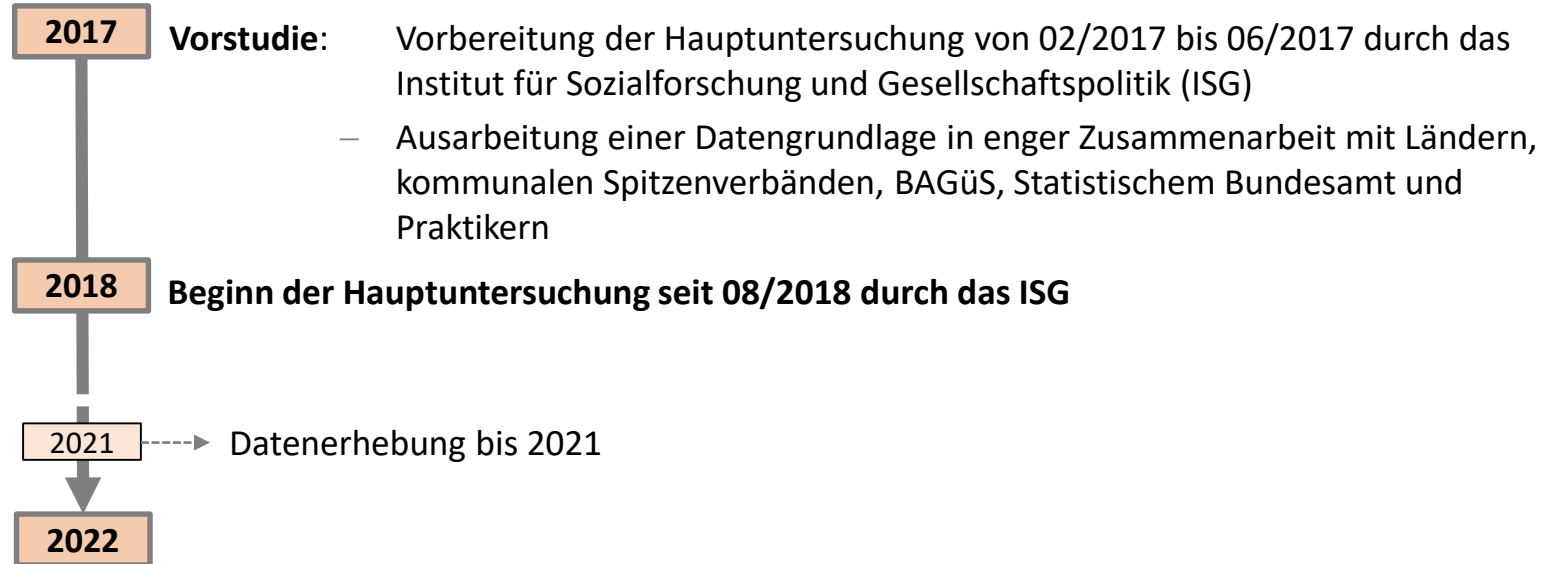 2017
Vorstudie: Vorbereitung der Hauptuntersuchung von 02/2017 bis 06/2017 durch das
Institut für Sozialforschung und Gesellschaftspolitik (ISG)
– Ausarbeitung einer Datengrundlage in enger Zusammenarbeit mit Ländern,
kommunalen Spitzenverbänden, BAGüS, Statistischem Bundesamt und
Praktikern
2018
Beginn der Hauptuntersuchung seit 08/2018 durch das ISG
2021
Datenerhebung bis 2021
2022